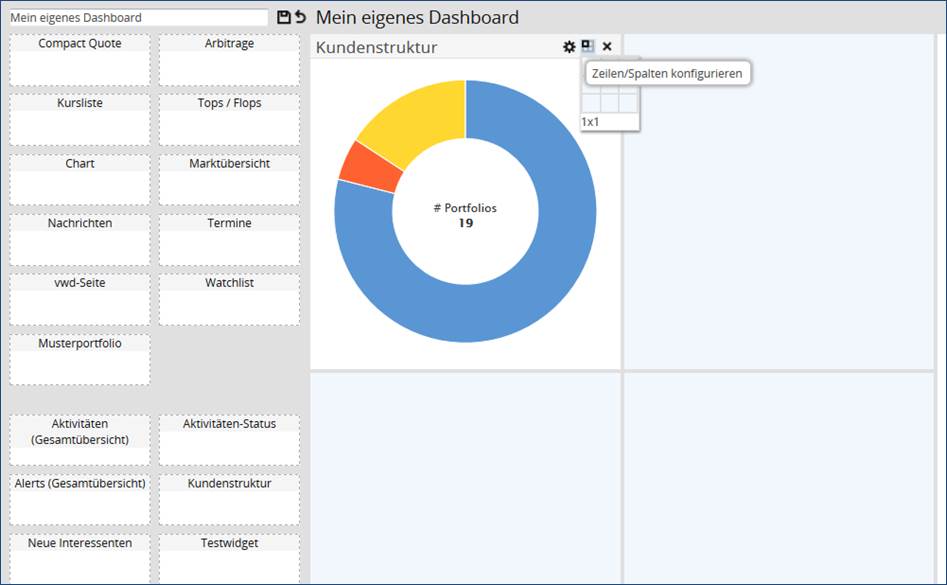 Mein eigenes Dashboard
Mein eigenes Dashboard
Compact Quote
Arbitrage
Kursliste
Tops / Flops
Chart
Marktübersicht
Nachrichten
Termine
vwd-Seite
Watchlist
Musterportfolio
Aktivitäten
(Gesamtübersicht)
Aktivitäten-Status
Alerts (Gesamtübersicht)
Kundenstruktur
Neue Interessenten
Testwidget
Kundenstruktur
Zeilen/Spalten konfigurieren
1x1
# Portfolios
19